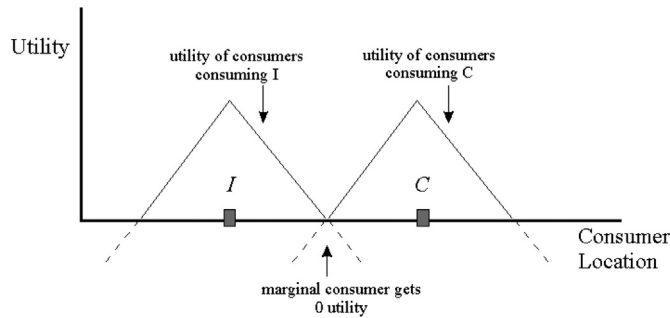 Utility
utility of consumers
consuming I
utility of consumers
consuming C
I
C
Consumer
Location
marginal consumer gets
0 utility